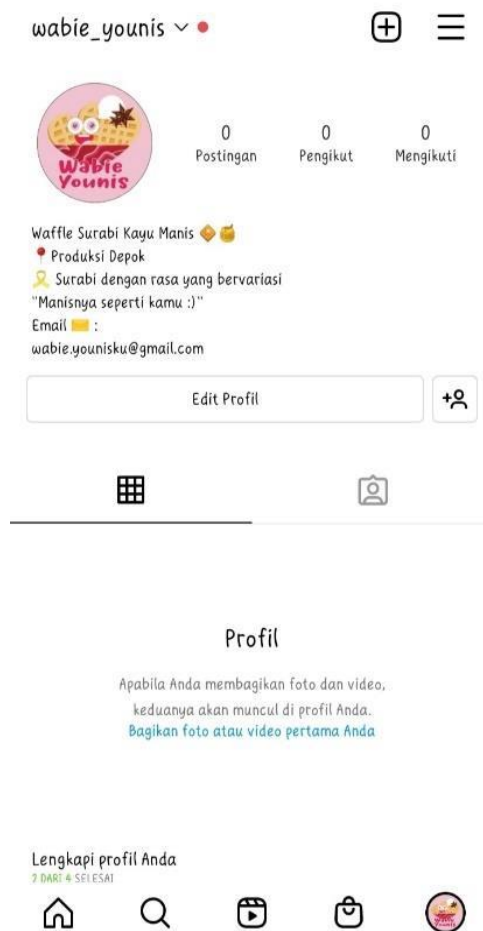 wabie_younis
0 0 0
Postingan Pengikut Mengikuti
Wabie
Younis
Waffle Surabi Kayu Manis
Produksi Depok
Surabi dengan rasa yang bervariasi
"Manisnya seperti kamu :)"
Email :
wabie.younisku@gmail.com
Edit Profil
Profil
Apabila Anda membagikan foto dan video,
keduanya akan muncul di profil Anda.
Bagikan foto atau video pertama Anda
Lengkapi profil Anda
2 DARI 4 SELESAI
Wabie
Younis